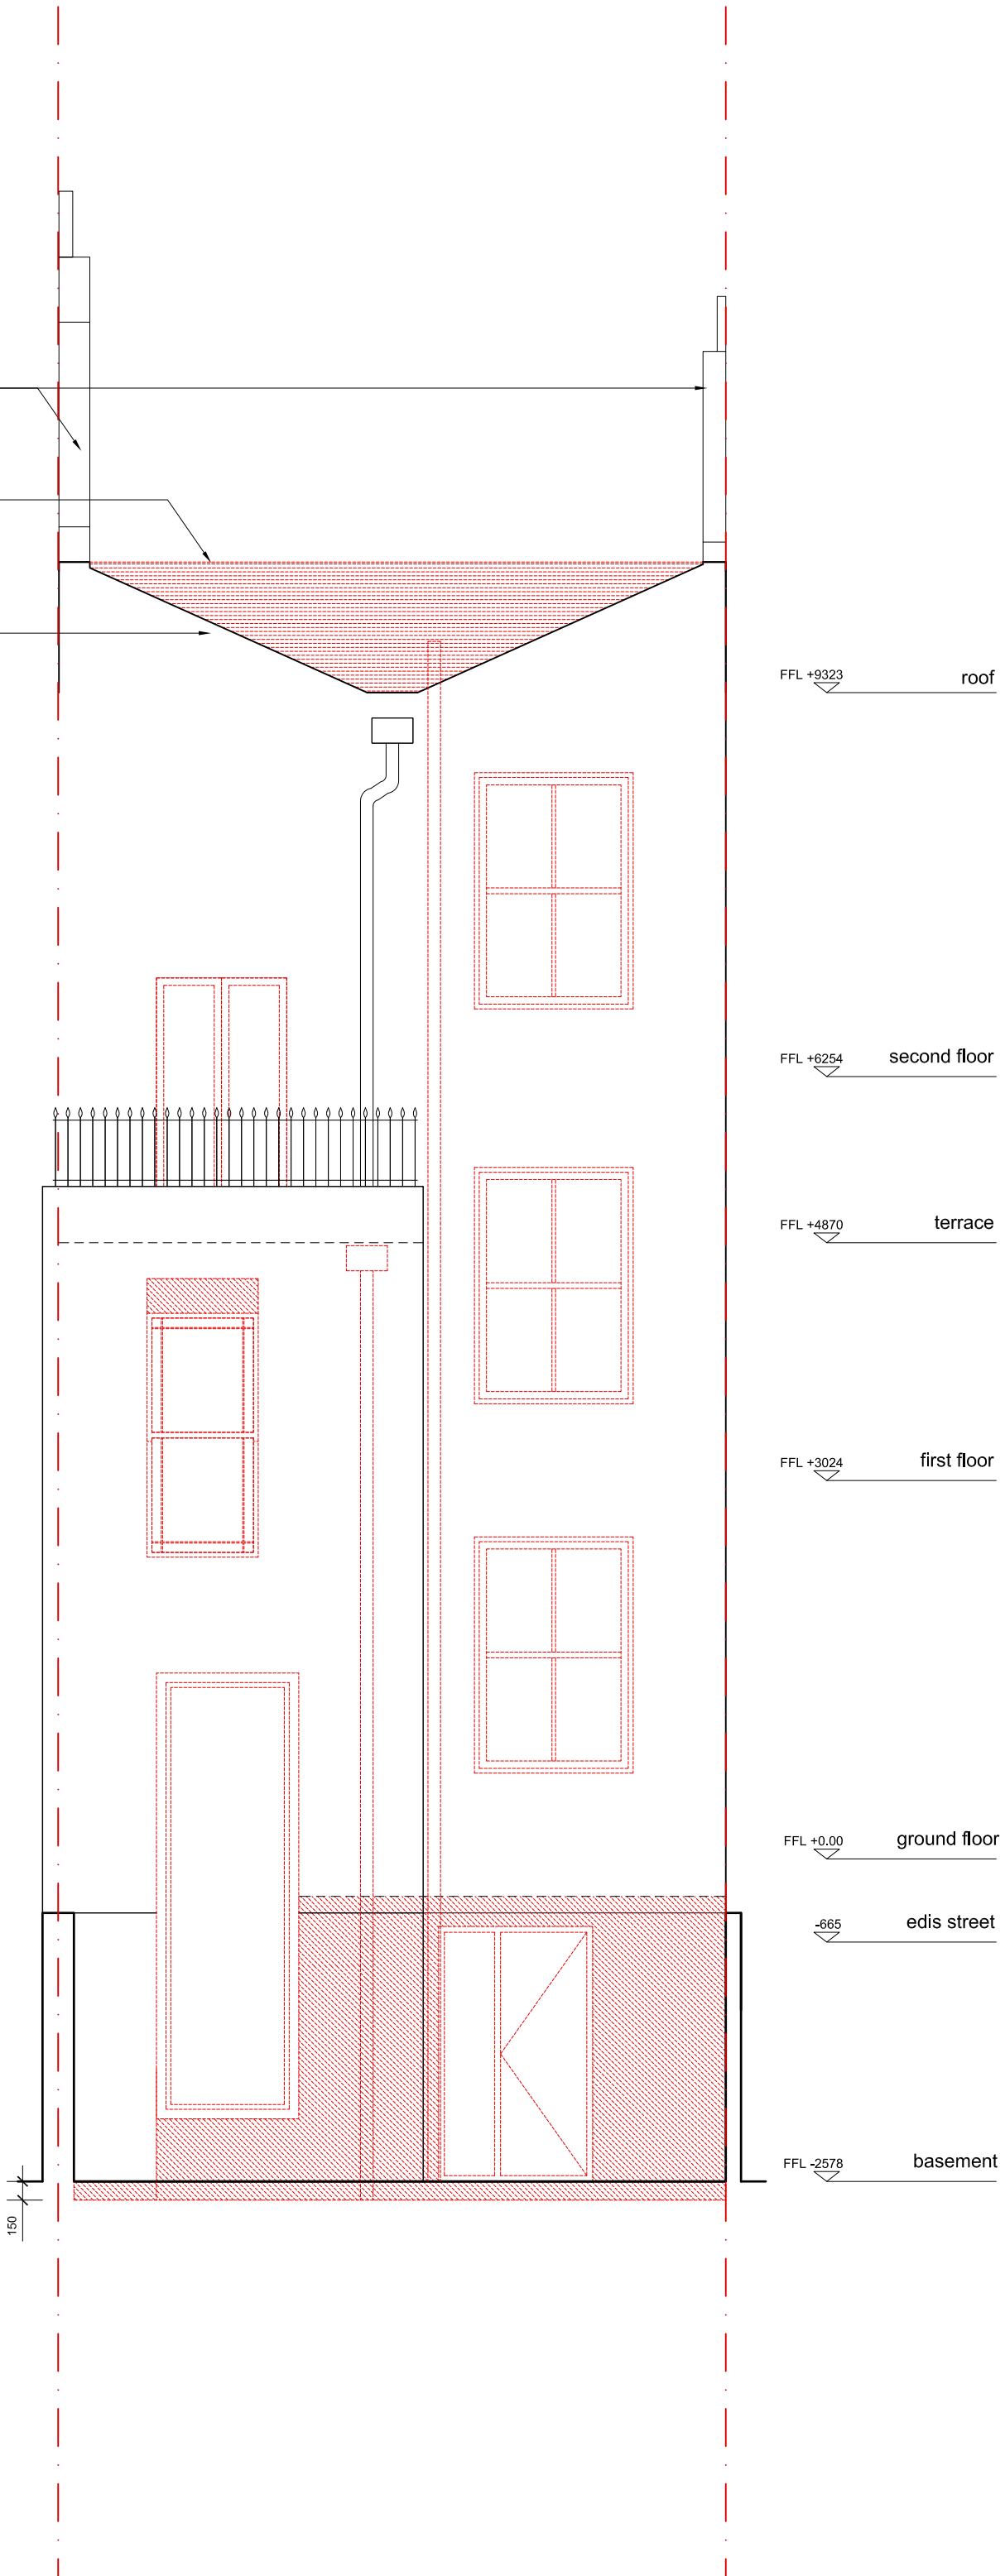 FFL +9323 roof
FFL +6254 second floor
FFL +4870 terrace
FFL +3024 first floor
FFL +0.00 ground floor
-665 edis street
FFL -2578 basement
150